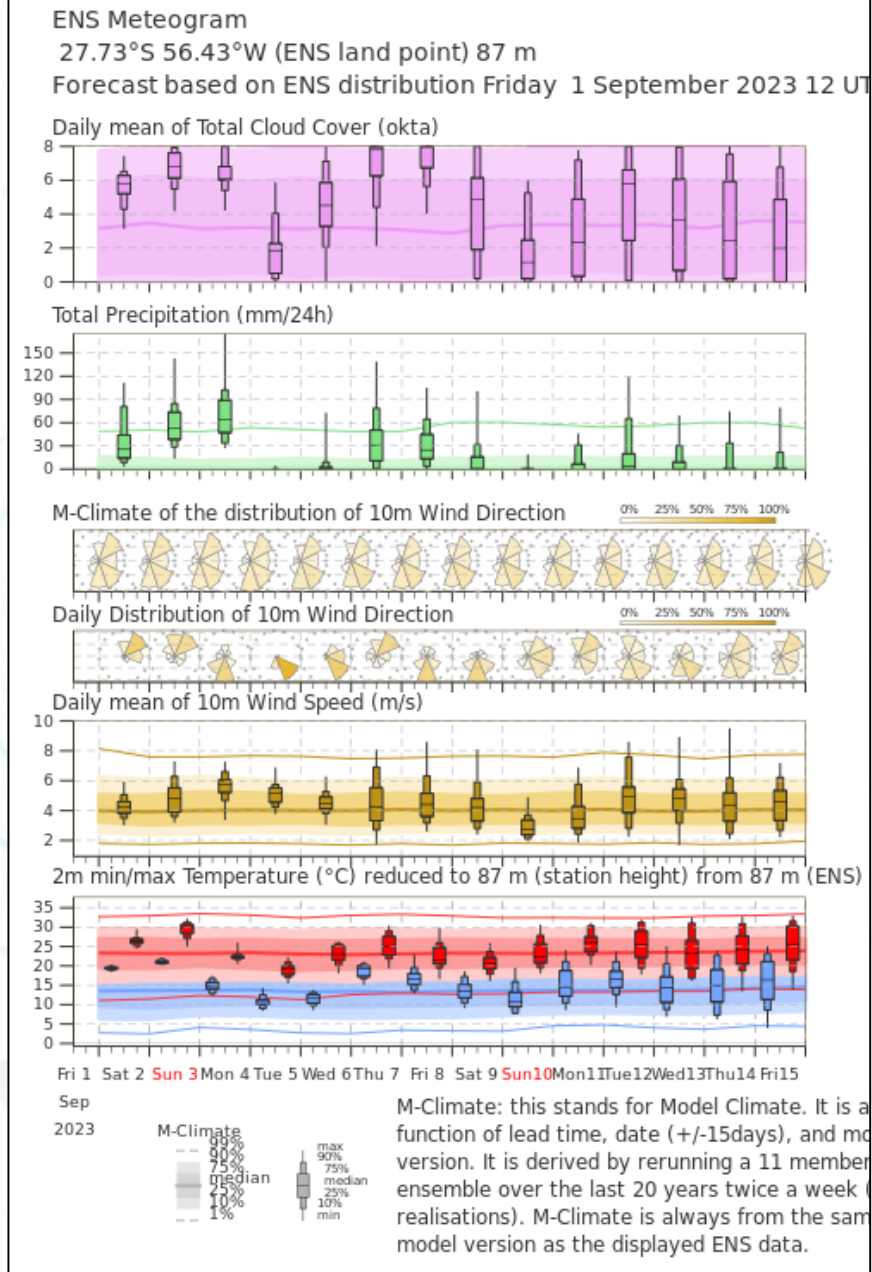 ENS Meteogram
27.73°S 56.43°W (ENS land point) 87 m
Forecast based on ENS distribution Friday 1 September 2023 12 UT
Daily mean of Total Cloud Cover (okta)
8
6
4
2
0
Total Precipitation (mm/24h)
150
120
90
60
30
0
M-Climate of the distribution of 10m Wind Direction
0% 25% 50% 75% 100%
Daily Distribution of 10m Wind Direction
0% 25% 50% 75% 100%
Daily mean of 10m Wind Speed (m/s)
10
8
6
4
2
2m min/max Temperature (°C) reduced to 87 m (station height) from 87 m (ENS)
35
30
25
20
15
10
5
0
Fri 1 Sat 2 Sun 3 Mon 4 Tue 5 Wed 6 Thu 7 Fri 8 Sat 9 Sun10 Mon11 Tue12 Wed13 Thu14 Fri15
Sep
2023
M-Climate
99%
90%
75%
median
25%
10%
1%
max
90%
75%
median
25%
10%
min
M-Climate: this stands for Model Climate. It is a
function of lead time, date (+/-15days), and mo
version. It is derived by rerunning a 11 member
ensemble over the last 20 years twice a week (
realisations). M-Climate is always from the sam
model version as the displayed ENS data.